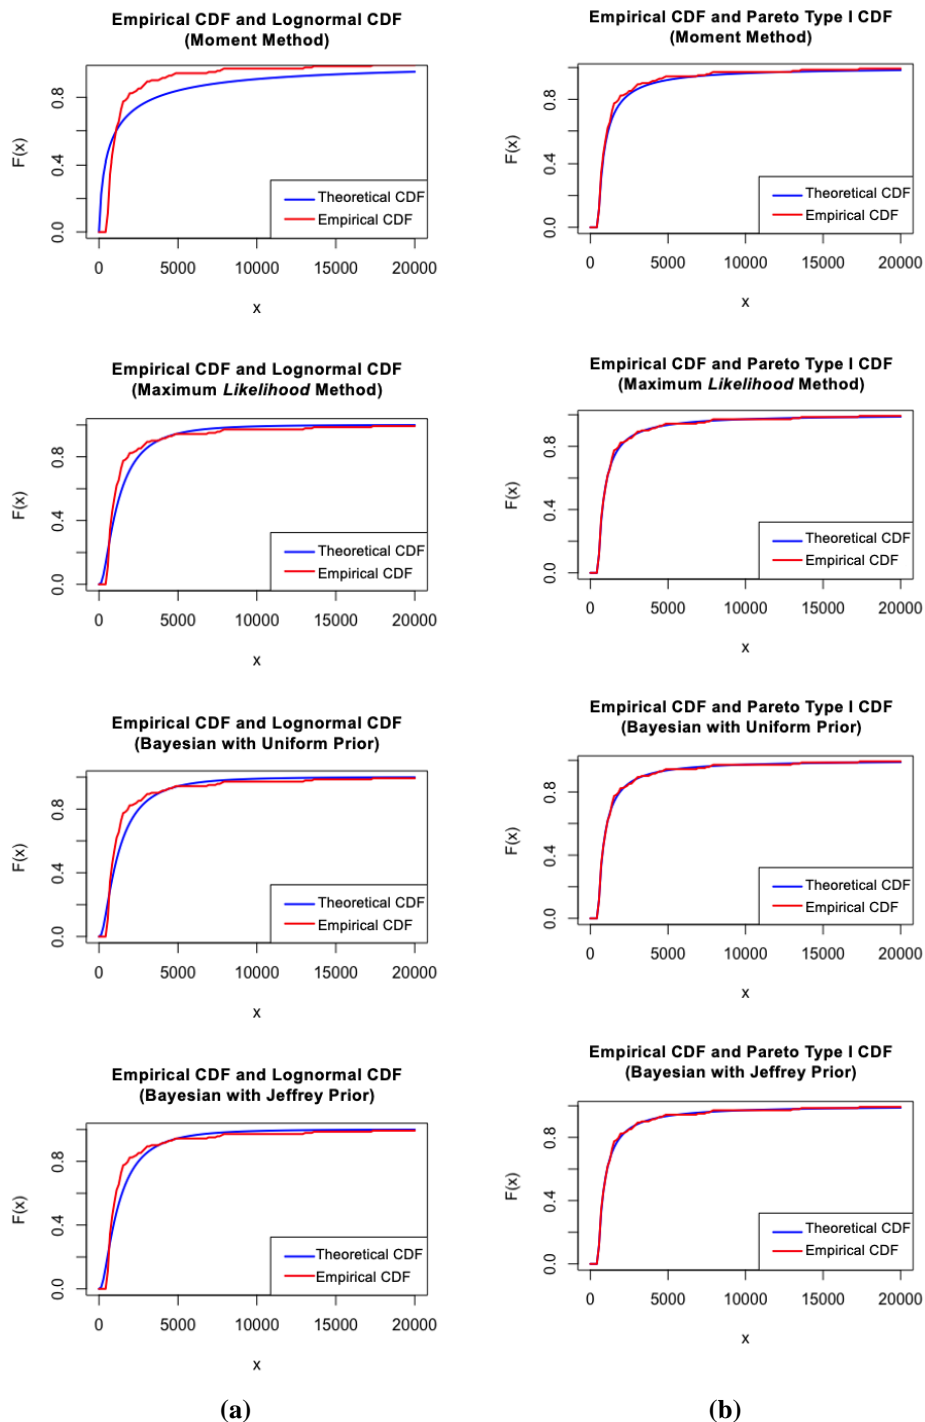 Empirical CDF and Lognormal CDF
(Moment Method)
F(x)
0.8
0.4
0.0
Theoretical CDF
Empirical CDF
0 5000 10000 15000 20000
x
Empirical CDF and Pareto Type I CDF
(Moment Method)
F(x)
0.8
0.4
0.0
Theoretical CDF
Empirical CDF
0 5000 10000 15000 20000
x
Empirical CDF and Lognormal CDF
(Maximum Likelihood Method)
F(x)
0.8
0.4
0.0
Theoretical CDF
Empirical CDF
0 5000 10000 15000 20000
x
Empirical CDF and Pareto Type I CDF
(Maximum Likelihood Method)
F(x)
0.8
0.4
0.0
Theoretical CDF
Empirical CDF
0 5000 10000 15000 20000
x
Empirical CDF and Lognormal CDF
(Bayesian with Uniform Prior)
F(x)
0.8
0.4
0.0
Theoretical CDF
Empirical CDF
0 5000 10000 15000 20000
x
Empirical CDF and Pareto Type I CDF
(Bayesian with Uniform Prior)
F(x)
0.8
0.4
0.0
Theoretical CDF
Empirical CDF
0 5000 10000 15000 20000
x
Empirical CDF and Lognormal CDF
(Bayesian with Jeffrey Prior)
F(x)
0.8
0.4
0.0
Theoretical CDF
Empirical CDF
0 5000 10000 15000 20000
x
Empirical CDF and Pareto Type I CDF
(Bayesian with Jeffrey Prior)
F(x)
0.8
0.4
0.0
Theoretical CDF
Empirical CDF
0 5000 10000 15000 20000
x
(a)
(b)